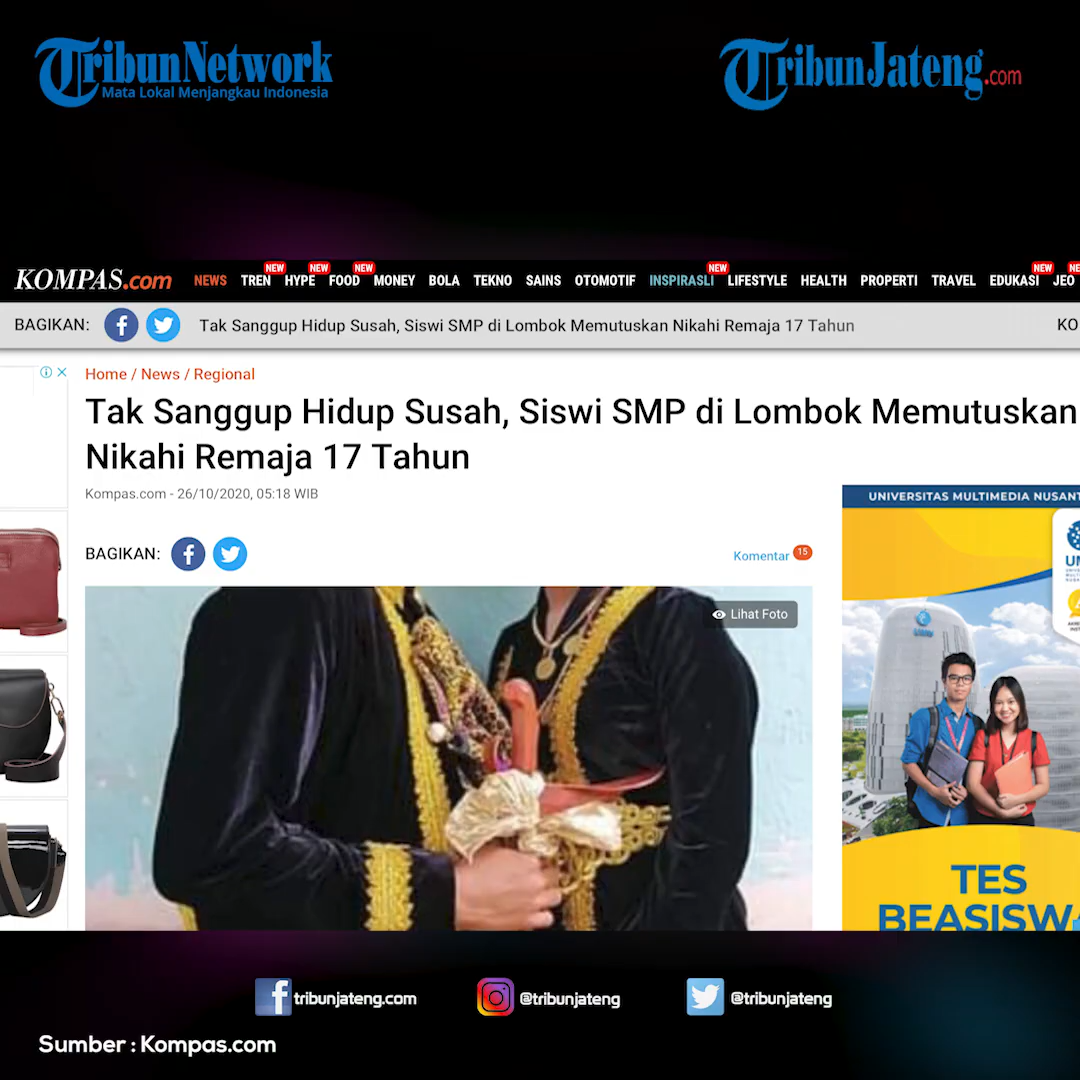 TribunNetwork
Mata Lokal Menjangkau Indonesia
TribunJateng.com
KOMPAS.com NEWS TREN NEW HYPE NEW FOOD NEW MONEY BOLA TEKNO SAINS OTOMOTIF INSPIRASLI NEW LIFESTYLE HEALTH PROPERTI TRAVEL EDUKASI NEW JEO
BAGIKAN: Tak Sanggup Hidup Susah, Siswi SMP di Lombok Memutuskan Nikahi Remaja 17 Tahun KO
Home / News / Regional
Tak Sanggup Hidup Susah, Siswi SMP di Lombok Memutuskan
Nikahi Remaja 17 Tahun
Kompas.com - 26/10/2020, 05:18 WIB
BAGIKAN:
Komentar 15
Lihat Foto
UNIVERSITAS MULTIMEDIA NUSANT
TES
BEASISW
tribunjateng.com @tribunjateng @tribunjateng
Sumber : Kompas.com